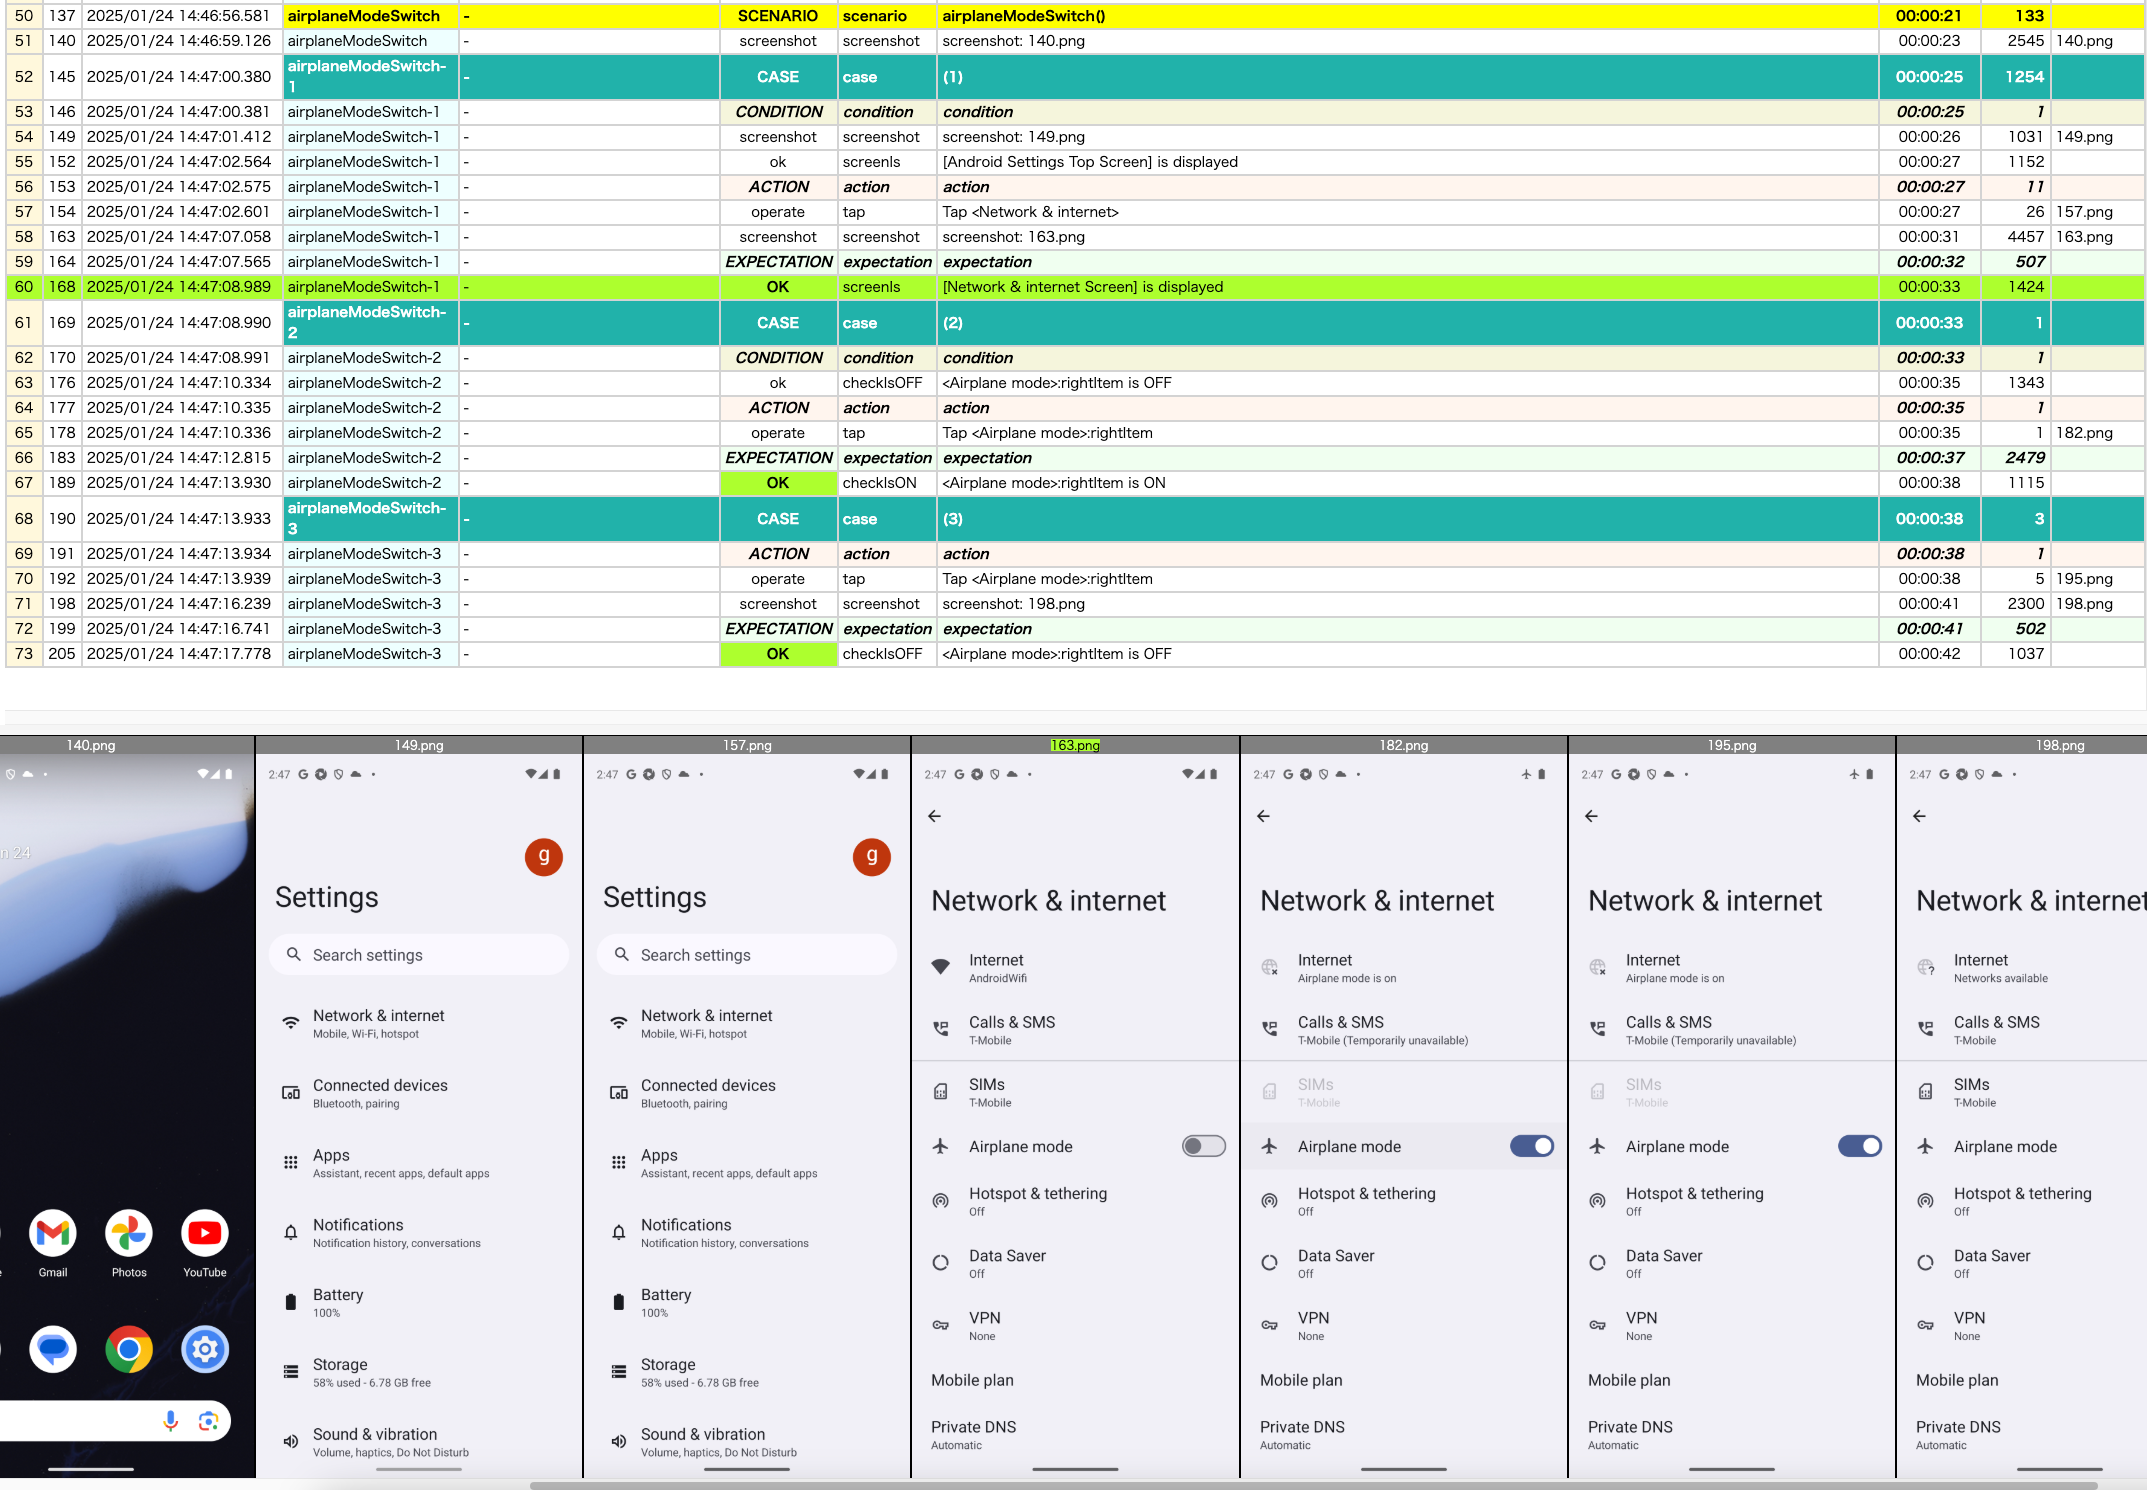 50 137 2025/01/24 14:46:56.581 airplaneModeSwitch - SCENARIO scenario airplaneModeSwitch() 00:00:21 133
51 140 2025/01/24 14:46:59.126 airplaneModeSwitch - screenshot screenshot screenshot: 140.png 00:00:23 2545 140.png
52 145 2025/01/24 14:47:00.380 airplaneModeSwitch-1 - CASE case (1) 00:00:25 1254
53 146 2025/01/24 14:47:00.381 airplaneModeSwitch-1 - CONDITION condition condition 00:00:25 1
54 149 2025/01/24 14:47:01.412 airplaneModeSwitch-1 - screenshot screenshot screenshot: 149.png 00:00:26 1031 149.png
55 152 2025/01/24 14:47:02.564 airplaneModeSwitch-1 - ok screenIs [Android Settings Top Screen] is displayed 00:00:27 1152
56 153 2025/01/24 14:47:02.575 airplaneModeSwitch-1 - ACTION action action 00:00:27 11
57 154 2025/01/24 14:47:02.601 airplaneModeSwitch-1 - operate tap Tap <Network & internet> 00:00:27 26 157.png
58 163 2025/01/24 14:47:07.058 airplaneModeSwitch-1 - screenshot screenshot screenshot: 163.png 00:00:31 4457 163.png
59 164 2025/01/24 14:47:07.565 airplaneModeSwitch-1 - EXPECTATION expectation expectation 00:00:32 507
60 168 2025/01/24 14:47:08.989 airplaneModeSwitch-1 - OK screenIs [Network & internet Screen] is displayed 00:00:33 1424
61 169 2025/01/24 14:47:08.990 airplaneModeSwitch-2 - CASE case (2) 00:00:33 1
62 170 2025/01/24 14:47:08.991 airplaneModeSwitch-2 - CONDITION condition condition 00:00:33 1
63 176 2025/01/24 14:47:10.334 airplaneModeSwitch-2 - ok checkIsOFF <Airplane mode>:rightItem is OFF 00:00:35 1343
64 177 2025/01/24 14:47:10.335 airplaneModeSwitch-2 - ACTION action action 00:00:35 1
65 178 2025/01/24 14:47:10.336 airplaneModeSwitch-2 - operate tap Tap <Airplane mode>:rightItem 00:00:35 1 182.png
66 183 2025/01/24 14:47:12.815 airplaneModeSwitch-2 - EXPECTATION expectation expectation 00:00:37 2479
67 189 2025/01/24 14:47:13.930 airplaneModeSwitch-2 - OK checkIsON <Airplane mode>:rightItem is ON 00:00:38 1115
68 190 2025/01/24 14:47:13.933 airplaneModeSwitch-3 - CASE case (3) 00:00:38 3
69 191 2025/01/24 14:47:13.934 airplaneModeSwitch-3 - ACTION action action 00:00:38 1
70 192 2025/01/24 14:47:13.939 airplaneModeSwitch-3 - operate tap Tap <Airplane mode>:rightItem 00:00:38 5 195.png
71 198 2025/01/24 14:47:16.239 airplaneModeSwitch-3 - screenshot screenshot screenshot: 198.png 00:00:41 2300 198.png
72 199 2025/01/24 14:47:16.741 airplaneModeSwitch-3 - EXPECTATION expectation expectation 00:00:41 502
73 205 2025/01/24 14:47:17.778 airplaneModeSwitch-3 - OK checkIsOFF <Airplane mode>:rightItem is OFF 00:00:42 1037
140.png
24
Gmail
Photos
YouTube
149.png
2:47
g
Settings
Search settings
Network & internet
Mobile, Wi-Fi, hotspot
Connected devices
Bluetooth, pairing
Apps
Assistant, recent apps, default apps
Notifications
Notification history, conversations
Battery
100%
Storage
58% used - 6.78 GB free
Sound & vibration
Volume, haptics, Do Not Disturb
157.png
2:47
g
Settings
Search settings
Network & internet
Mobile, Wi-Fi, hotspot
Connected devices
Bluetooth, pairing
Apps
Assistant, recent apps, default apps
Notifications
Notification history, conversations
Battery
100%
Storage
58% used - 6.78 GB free
Sound & vibration
Volume, haptics, Do Not Disturb
163.png
2:47
Network & internet
Internet
AndroidWifi
Calls & SMS
T-Mobile
SIMs
T-Mobile
Airplane mode
Hotspot & tethering
Off
Data Saver
Off
VPN
None
Mobile plan
Private DNS
Automatic
182.png
2:47
Network & internet
Internet
Airplane mode is on
Calls & SMS
T-Mobile (Temporarily unavailable)
SIMs
T-Mobile
Airplane mode
Hotspot & tethering
Off
Data Saver
Off
VPN
None
Mobile plan
Private DNS
Automatic
195.png
2:47
Network & internet
Internet
Airplane mode is on
Calls & SMS
T-Mobile (Temporarily unavailable)
SIMs
T-Mobile
Airplane mode
Hotspot & tethering
Off
Data Saver
Off
VPN
None
Mobile plan
Private DNS
Automatic
198.png
2:47
Network & internet
Internet
Networks available
Calls & SMS
T-Mobile
SIMs
T-Mobile
Airplane mode
Hotspot & tethering
Off
Data Saver
Off
VPN
None
Mobile plan
Private DNS
Automatic